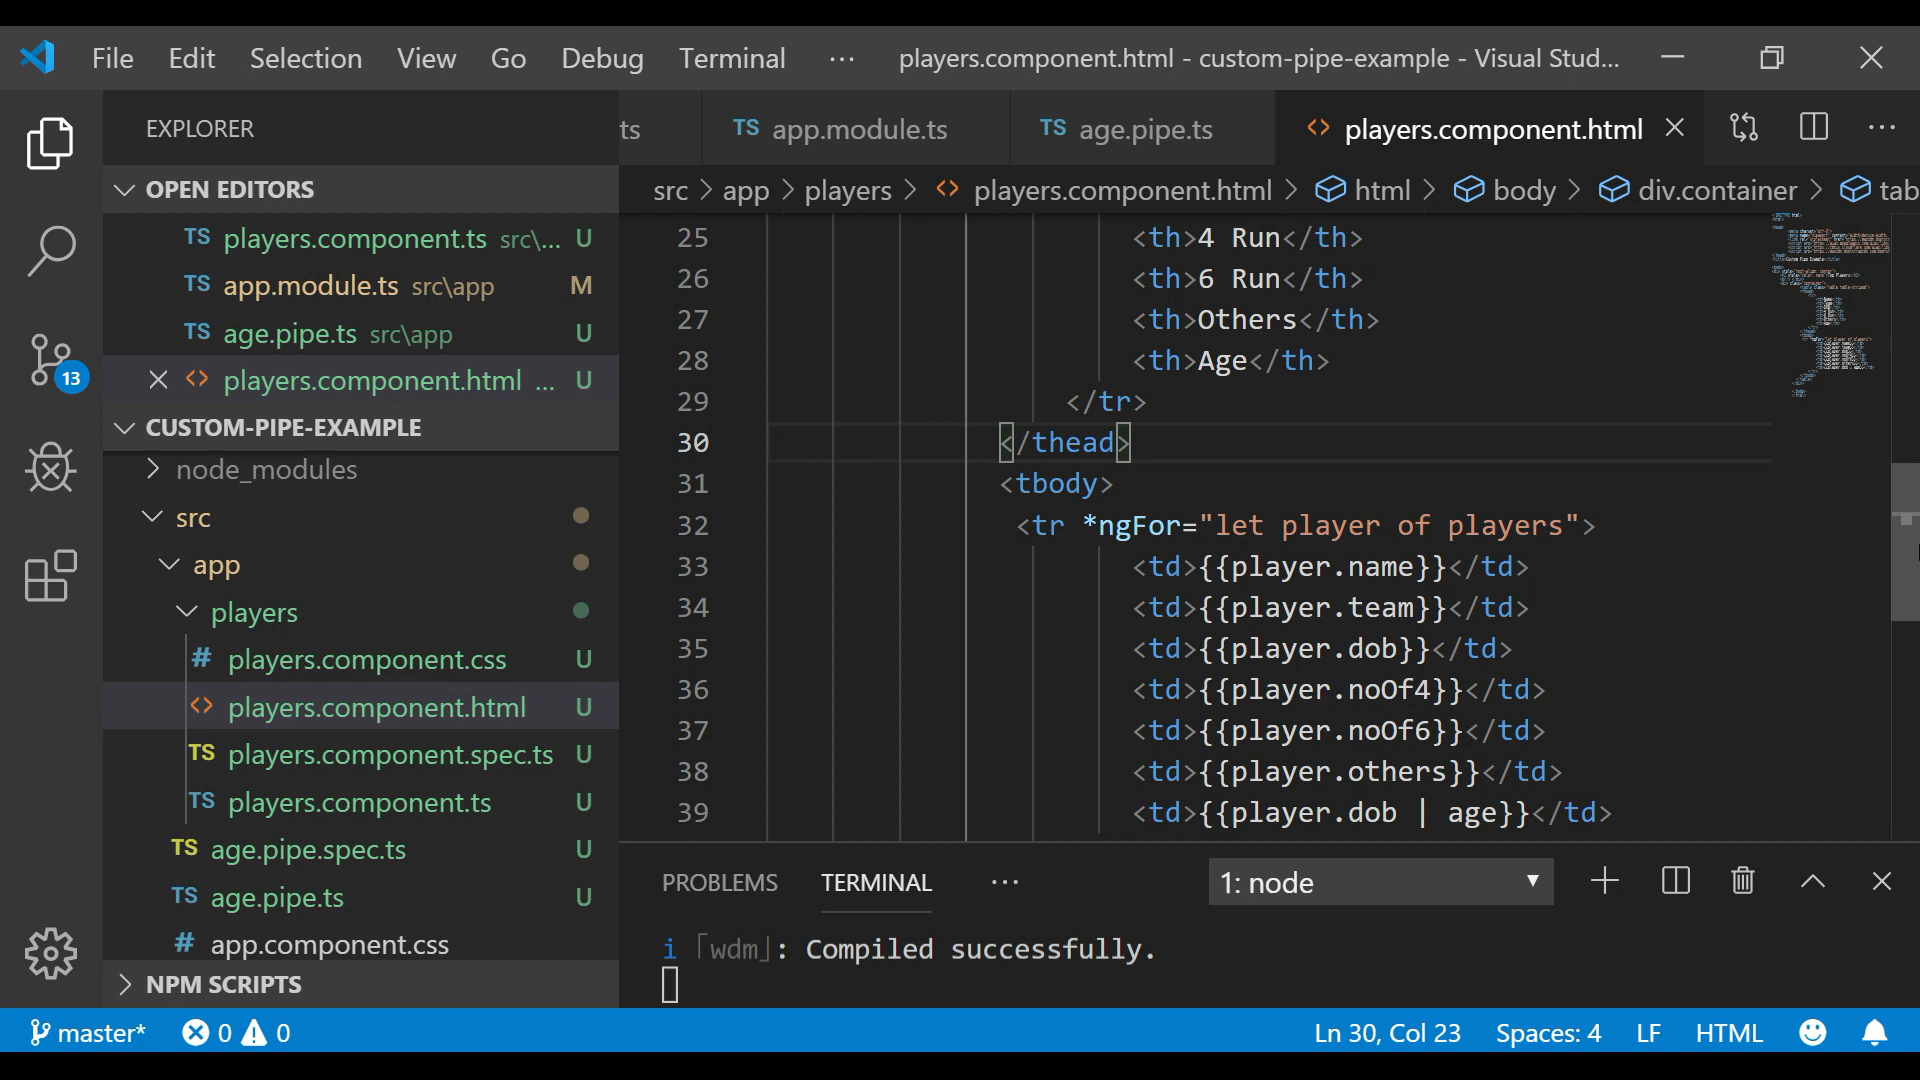 File Edit Selection View Go Debug Terminal ··· players.component.html - custom-pipe-example - Visual Stud...
EXPLORER
OPEN EDITORS
TS players.component.ts src\... U
TS app.module.ts src\app M
TS age.pipe.ts src\app U
<> players.component.html ... U
CUSTOM-PIPE-EXAMPLE
node_modules
src
app
players
# players.component.css U
<> players.component.html U
TS players.component.spec.ts U
TS players.component.ts U
TS age.pipe.spec.ts U
TS age.pipe.ts U
# app.component.css
NPM SCRIPTS
13
ts TS app.module.ts TS age.pipe.ts <> players.component.html
src > app > players > <> players.component.html > html > body > div.container > tab
25 <th>4 Run</th>
26 <th>6 Run</th>
27 <th>Others</th>
28 <th>Age</th>
29 </tr>
30 </thead>
31 <tbody>
32 <tr *ngFor="let player of players">
33 <td>{{player.name}}</td>
34 <td>{{player.team}}</td>
35 <td>{{player.dob}}</td>
36 <td>{{player.noOf4}}</td>
37 <td>{{player.noOf6}}</td>
38 <td>{{player.others}}</td>
39 <td>{{player.dob | age}}</td>
PROBLEMS TERMINAL ··· 1: node
i ｢wdm｣: Compiled successfully.
master* 0 0 Ln 30, Col 23 Spaces: 4 LF HTML